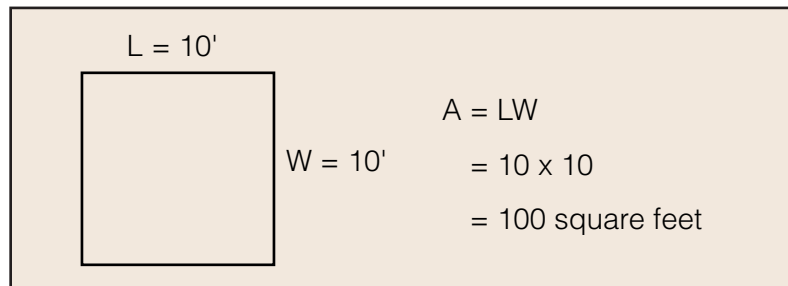 L = 10'
W = 10'
A = LW
= 10 x 10
= 100 square feet